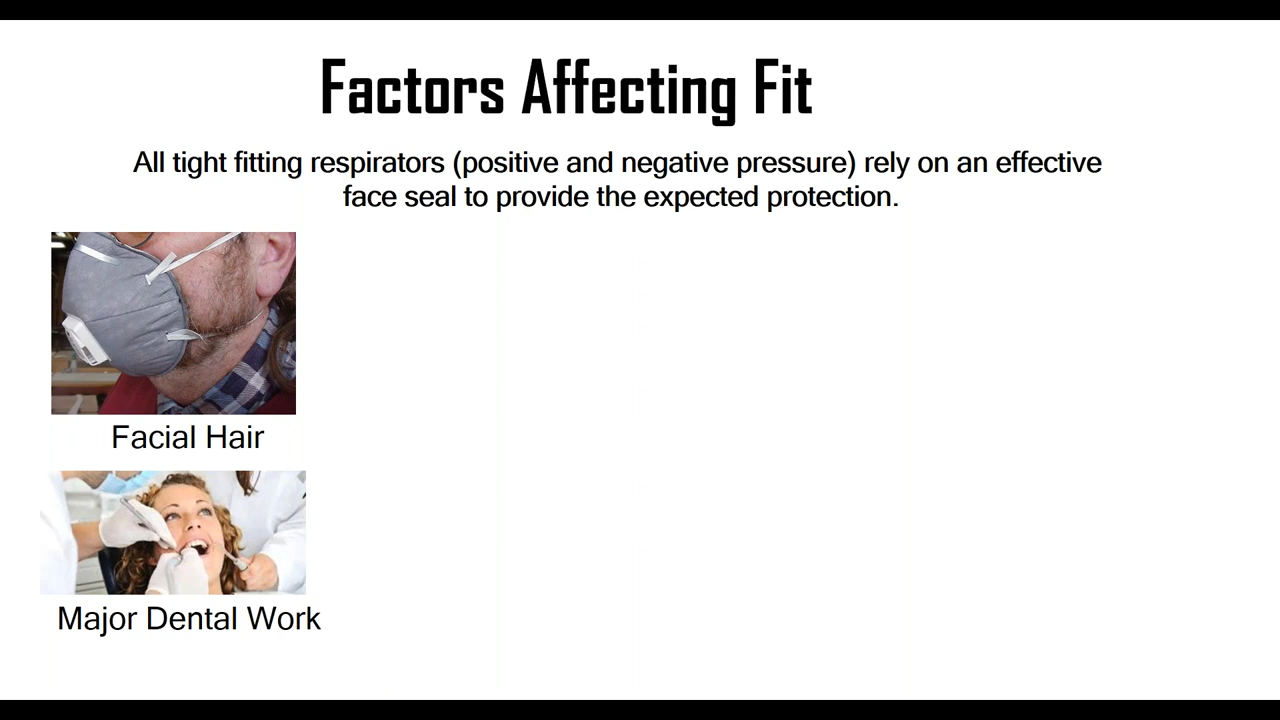 Factors Affecting Fit
All tight fitting respirators (positive and negative pressure) rely on an effective
face seal to provide the expected protection.
Facial Hair
Major Dental Work